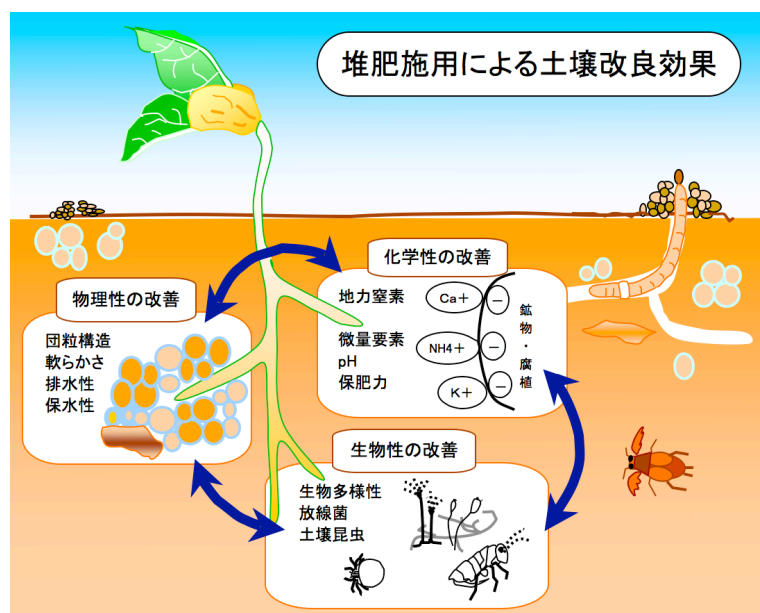 堆肥施用による土壌改良効果
物理性の改善
団粒構造
軟らかさ
排水性
保水性
化学性の改善
地力窒素
微量要素
pH
保肥力
Ca+
−
NH4+
−
K+
−
鉱物・腐植
生物性の改善
生物多様性
放線菌
土壌昆虫